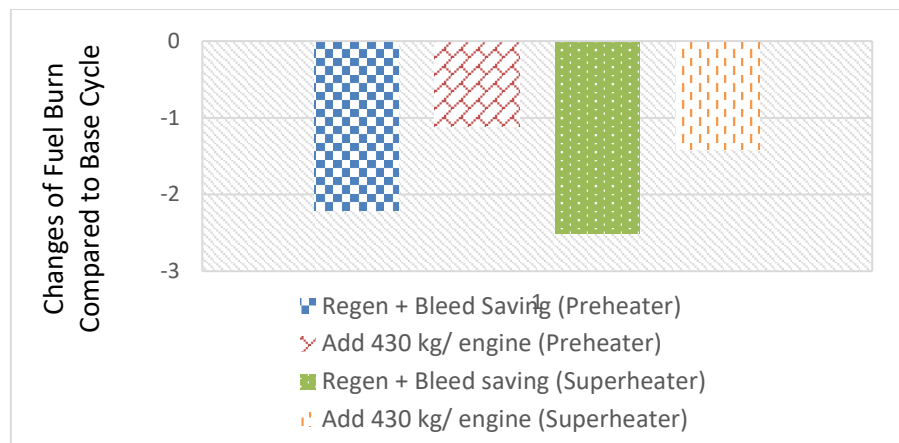 Changes of Fuel Burn
Compared to Base Cycle
0
-1
-2
-3
1
Regen + Bleed Saving (Preheater)
Add 430 kg/ engine (Preheater)
Regen + Bleed saving (Superheater)
Add 430 kg/ engine (Superheater)